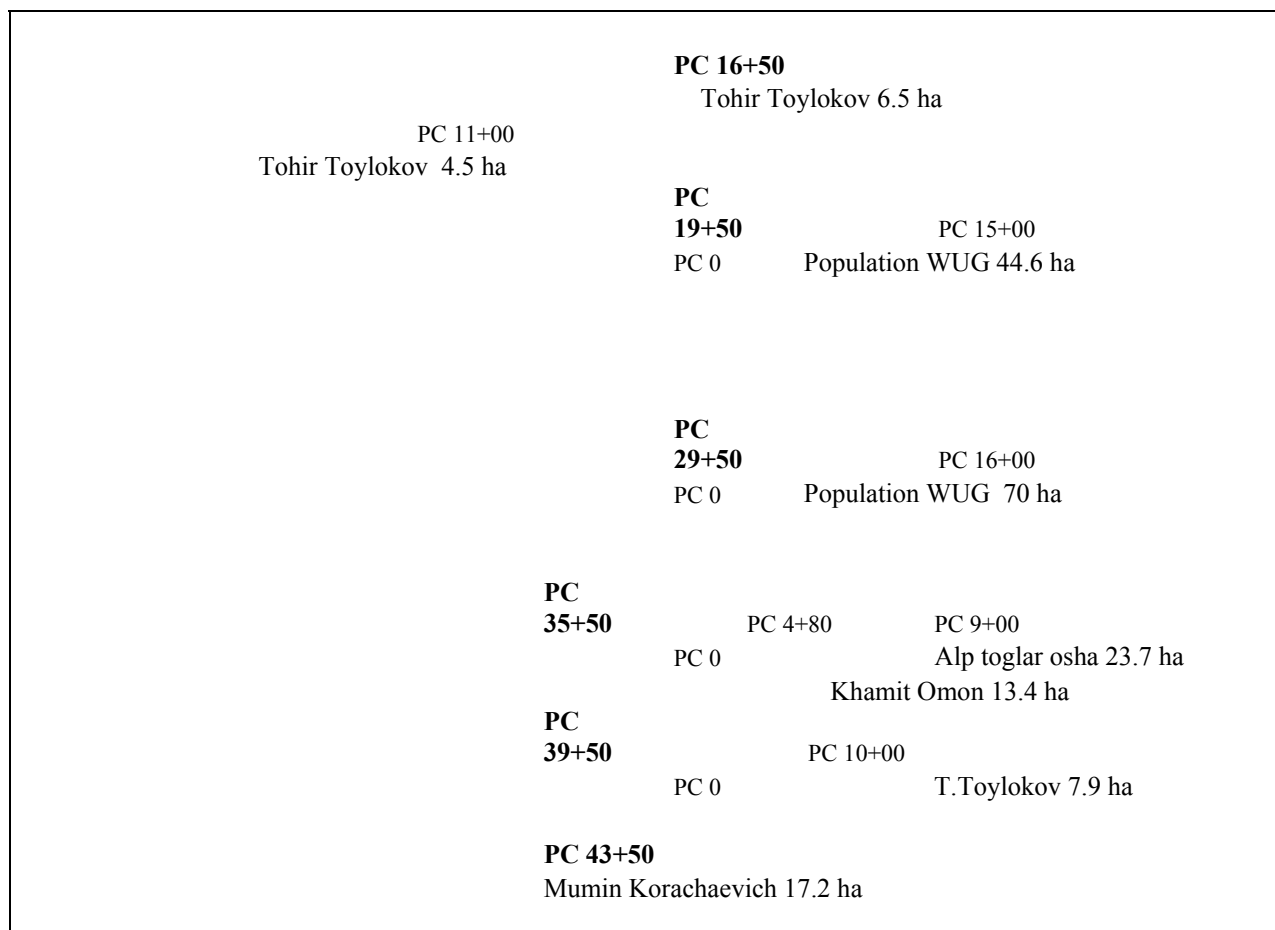 PC 16+50
Tohir Toylokov 6.5 ha
PC 11+00
Tohir Toylokov 4.5 ha
PC
19+50 PC 15+00
PC 0 Population WUG 44.6 ha
PC
29+50 PC 16+00
PC 0 Population WUG 70 ha
PC
35+50 PC 4+80 PC 9+00
PC 0 Alp toglar osha 23.7 ha
Khamit Omon 13.4 ha
PC
39+50 PC 10+00
PC 0 T.Toylokov 7.9 ha
PC 43+50
Mumin Korachaevich 17.2 ha